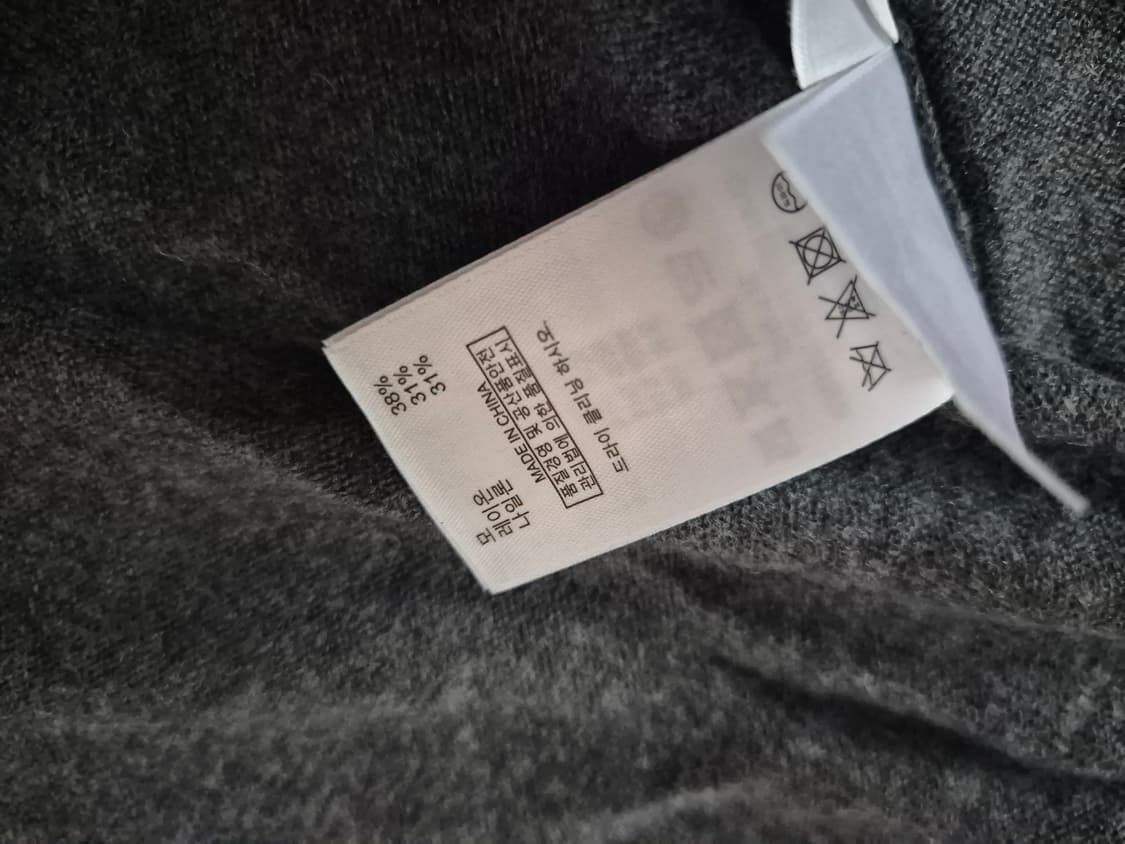 면 38%
레이온 31%
나일론 31%
MADE IN CHINA
품질경영 및 공산품안전
관리법에 의한 품질표시
드라이 클리닝 하시오.